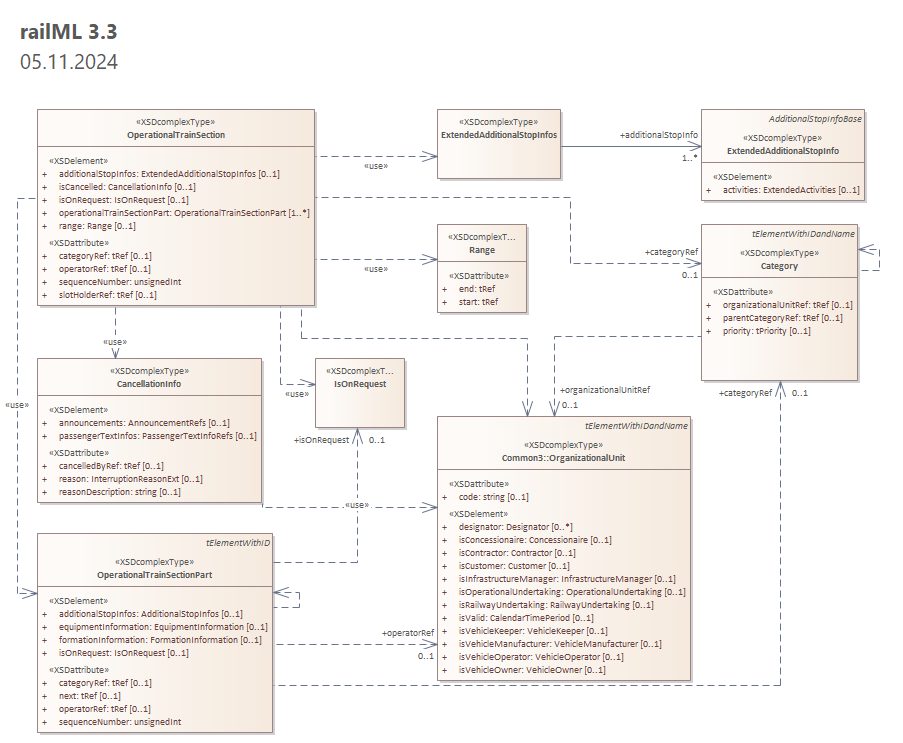 railML 3.3
05.11.2024
«XSDcomplexType»
OperationalTrainSection
«XSDelement»
+ additionalStopInfos: ExtendedAdditionalStopInfos [0..1]
+ isCancelled: CancellationInfo [0..1]
+ isOnRequest: IsOnRequest [0..1]
+ operationalTrainSectionPart: OperationalTrainSectionPart [1..*]
+ range: Range [0..1]
«XSDattribute»
+ categoryRef: tRef [0..1]
+ operatorRef: tRef [0..1]
+ sequenceNumber: unsignedInt
+ slotHolderRef: tRef [0..1]
«XSDcomplexType»
ExtendedAdditionalStopInfos
+additionalStopInfo
1..*
AdditionalStopInfoBase
«XSDcomplexType»
ExtendedAdditionalStopInfo
«XSDelement»
+ activities: ExtendedActivities [0..1]
«use»
«XSDcomplexT...
Range
«XSDattribute»
+ end: tRef
+ start: tRef
«use»
+categoryRef
0..1
tElementWithIDandName
«XSDcomplexType»
Category
«XSDattribute»
+ organizationalUnitRef: tRef [0..1]
+ parentCategoryRef: tRef [0..1]
+ priority: tPriority [0..1]
«use»
«XSDcomplexType»
CancellationInfo
«XSDelement»
+ announcements: AnnouncementRefs [0..1]
+ passengerTextInfos: PassengerTextInfoRefs [0..1]
«XSDattribute»
+ cancelledByRef: tRef [0..1]
+ reason: InterruptionReasonExt [0..1]
+ reasonDescription: string [0..1]
«XSDcomplexT...
IsOnRequest
«use»
«use»
+isOnRequest
0..1
+organizationalUnitRef
0..1
+categoryRef
0..1
tElementWithIDandName
«XSDcomplexType»
Common3::OrganizationalUnit
«XSDattribute»
+ code: string [0..1]
«XSDelement»
+ designator: Designator [0..*]
+ isConcessionaire: Concessionaire [0..1]
+ isContractor: Contractor [0..1]
+ isCustomer: Customer [0..1]
+ isInfrastructureManager: InfrastructureManager [0..1]
+ isOperationalUndertaking: OperationalUndertaking [0..1]
+ isRailwayUndertaking: RailwayUndertaking [0..1]
+ isValid: CalendarTimePeriod [0..1]
+ isVehicleKeeper: VehicleKeeper [0..1]
+ isVehicleManufacturer: VehicleManufacturer [0..1]
+ isVehicleOperator: VehicleOperator [0..1]
+ isVehicleOwner: VehicleOwner [0..1]
«use»
tElementWithID
«XSDcomplexType»
OperationalTrainSectionPart
«XSDelement»
+ additionalStopInfos: AdditionalStopInfos [0..1]
+ equipmentInformation: EquipmentInformation [0..1]
+ formationInformation: FormationInformation [0..1]
+ isOnRequest: IsOnRequest [0..1]
«XSDattribute»
+ categoryRef: tRef [0..1]
+ next: tRef [0..1]
+ operatorRef: tRef [0..1]
+ sequenceNumber: unsignedInt
+operatorRef
0..1